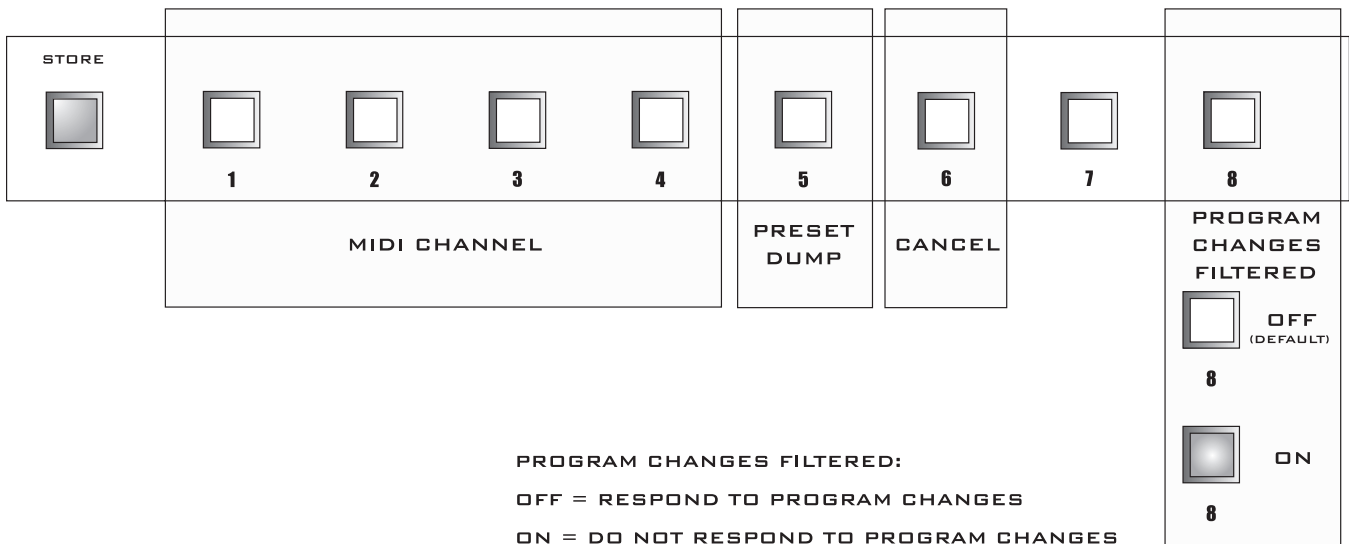 STORE
1 2 3 4 5 6 7 8
MIDI CHANNEL
PRESET
DUMP
CANCEL
PROGRAM
CHANGES
FILTERED
OFF
(DEFAULT)
8
ON
8
PROGRAM CHANGES FILTERED:
OFF = RESPOND TO PROGRAM CHANGES
ON = DO NOT RESPOND TO PROGRAM CHANGES